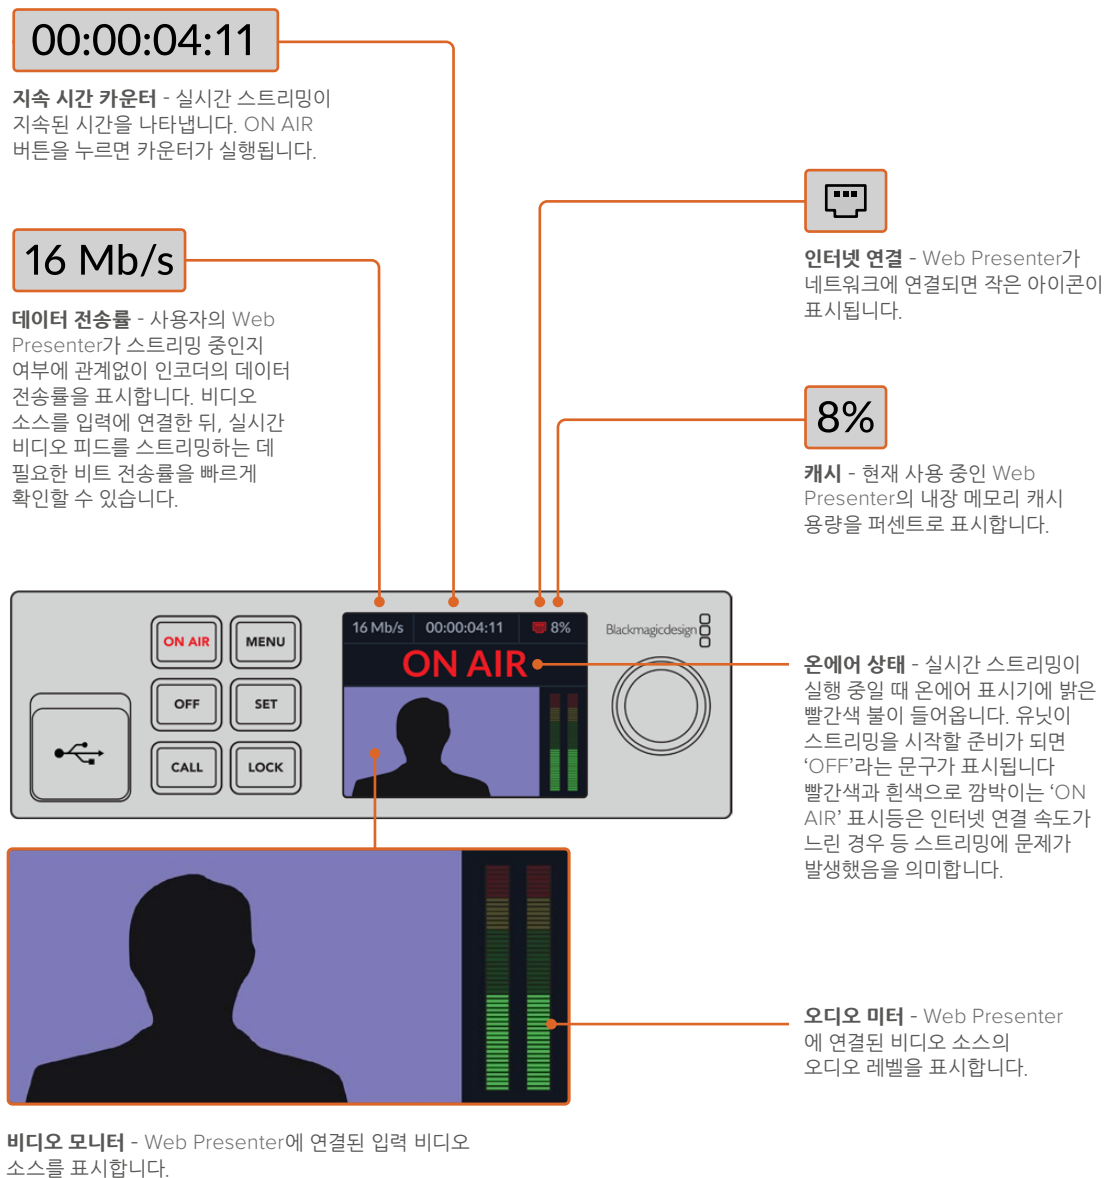 00:00:04:11
지속 시간 카운터 - 실시간 스트리밍이
지속된 시간을 나타냅니다. ON AIR
버튼을 누르면 카운터가 실행됩니다.
16 Mb/s
데이터 전송률 - 사용자의 Web
Presenter가 스트리밍 중인지
여부에 관계없이 인코더의 데이터
전송률을 표시합니다. 비디오
소스를 입력에 연결한 뒤, 실시간
비디오 피드를 스트리밍하는 데
필요한 비트 전송률을 빠르게
확인할 수 있습니다.
인터넷 연결 - Web Presenter가
네트워크에 연결되면 작은 아이콘이
표시됩니다.
8%
캐시 - 현재 사용 중인 Web
Presenter의 내장 메모리 캐시
용량을 퍼센트로 표시합니다.
ON AIR
MENU
OFF
SET
CALL
LOCK
16 Mb/s 00:00:04:11 8%
ON AIR
Blackmagicdesign
온에어 상태 - 실시간 스트리밍이
실행 중일 때 온에어 표시기에 밝은
빨간색 불이 들어옵니다. 유닛이
스트리밍을 시작할 준비가 되면
‘OFF’라는 문구가 표시됩니다
빨간색과 흰색으로 깜박이는 ‘ON
AIR’ 표시등은 인터넷 연결 속도가
느린 경우 등 스트리밍에 문제가
발생했음을 의미합니다.
오디오 미터 - Web Presenter
에 연결된 비디오 소스의
오디오 레벨을 표시합니다.
비디오 모니터 - Web Presenter에 연결된 입력 비디오
소스를 표시합니다.